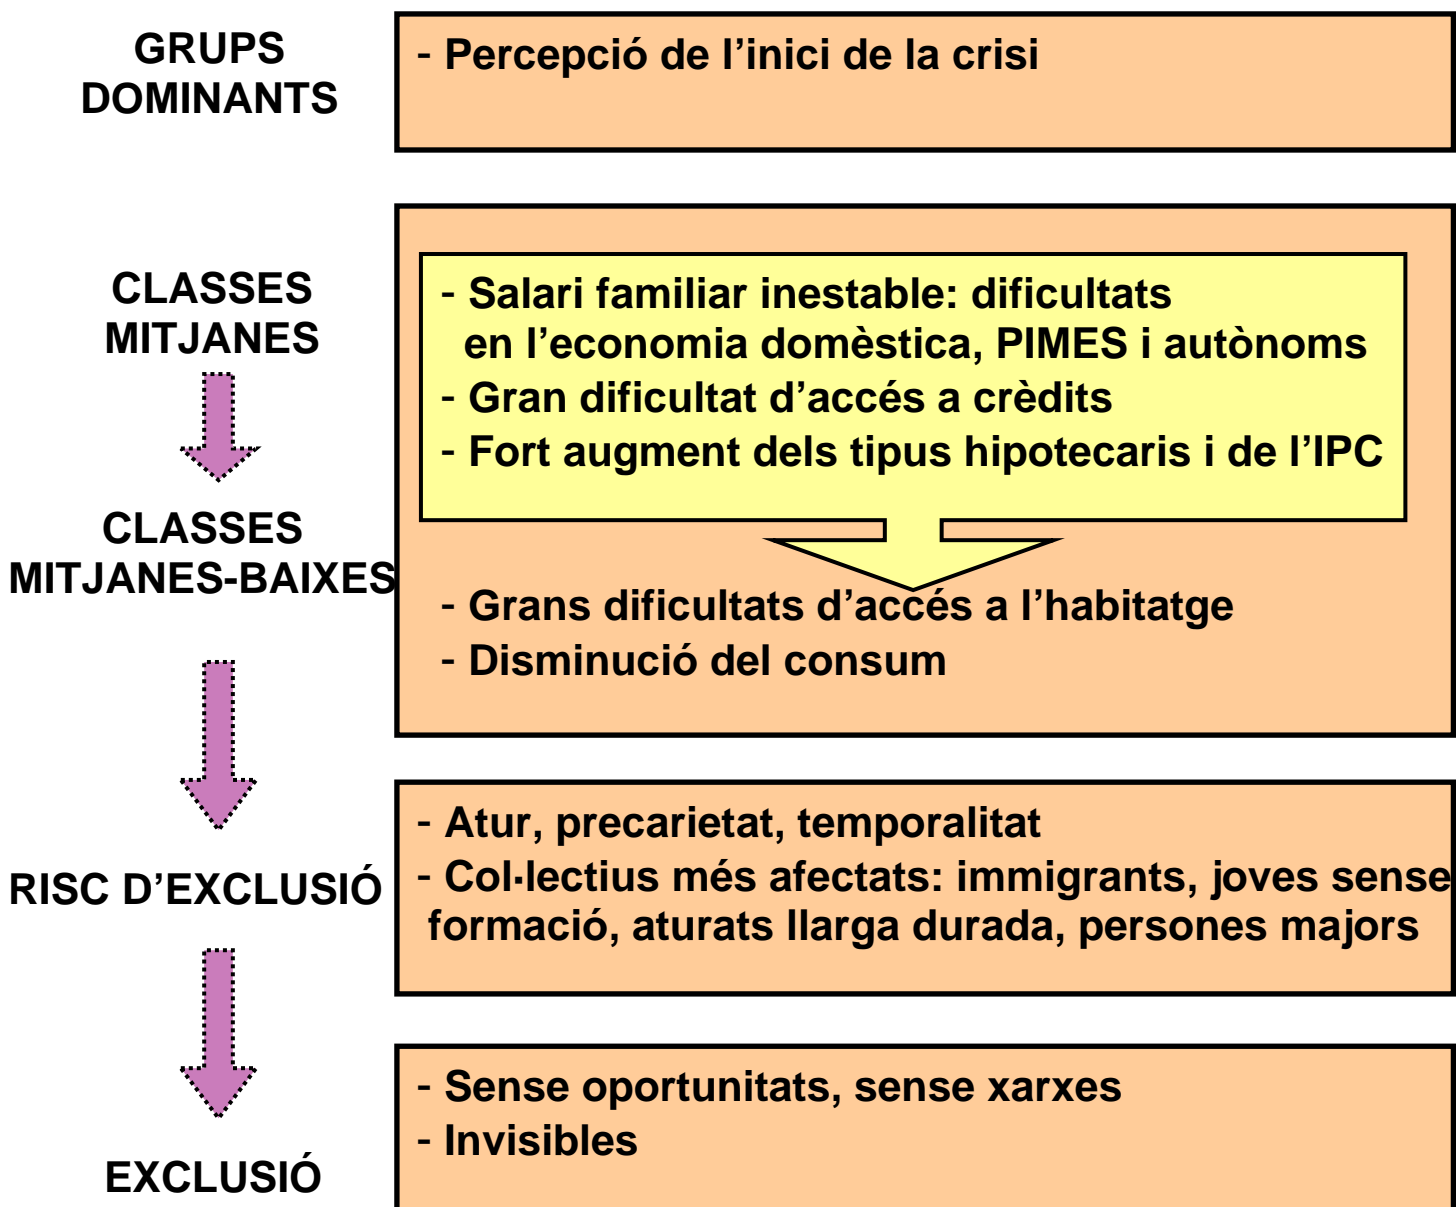 GRUPS
DOMINANTS
- Percepció de l’inici de la crisi
CLASSES
MITJANES
- Salari familiar inestable: dificultats
en l’economia domèstica, PIMES i autònoms
- Gran dificultat d’accés a crèdits
- Fort augment dels tipus hipotecaris i de l’IPC
CLASSES
MITJANES-BAIXES
- Grans dificultats d’accés a l’habitatge
- Disminució del consum
RISC D’EXCLUSIÓ
- Atur, precarietat, temporalitat
- Col·lectius més afectats: immigrants, joves sense
formació, aturats llarga durada, persones majors
EXCLUSIÓ
- Sense oportunitats, sense xarxes
- Invisibles